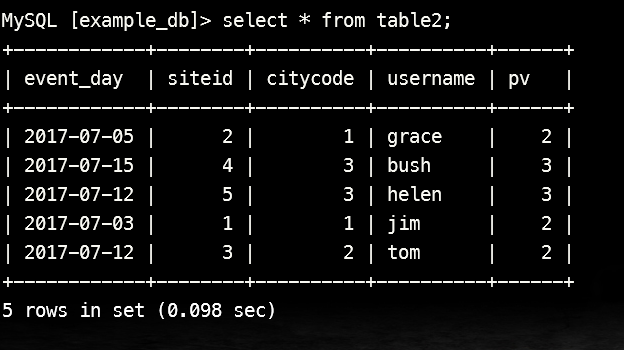 MySQL [example_db]> select * from table2;
+------------+--------+----------+----------+------+
| event_day  | siteid | citycode | username | pv   |
+------------+--------+----------+----------+------+
| 2017-07-05 |      2 |        1 | grace    |    2 |
| 2017-07-15 |      4 |        3 | bush     |    3 |
| 2017-07-12 |      5 |        3 | helen    |    3 |
| 2017-07-03 |      1 |        1 | jim      |    2 |
| 2017-07-12 |      3 |        2 | tom      |    2 |
+------------+--------+----------+----------+------+
5 rows in set (0.098 sec)